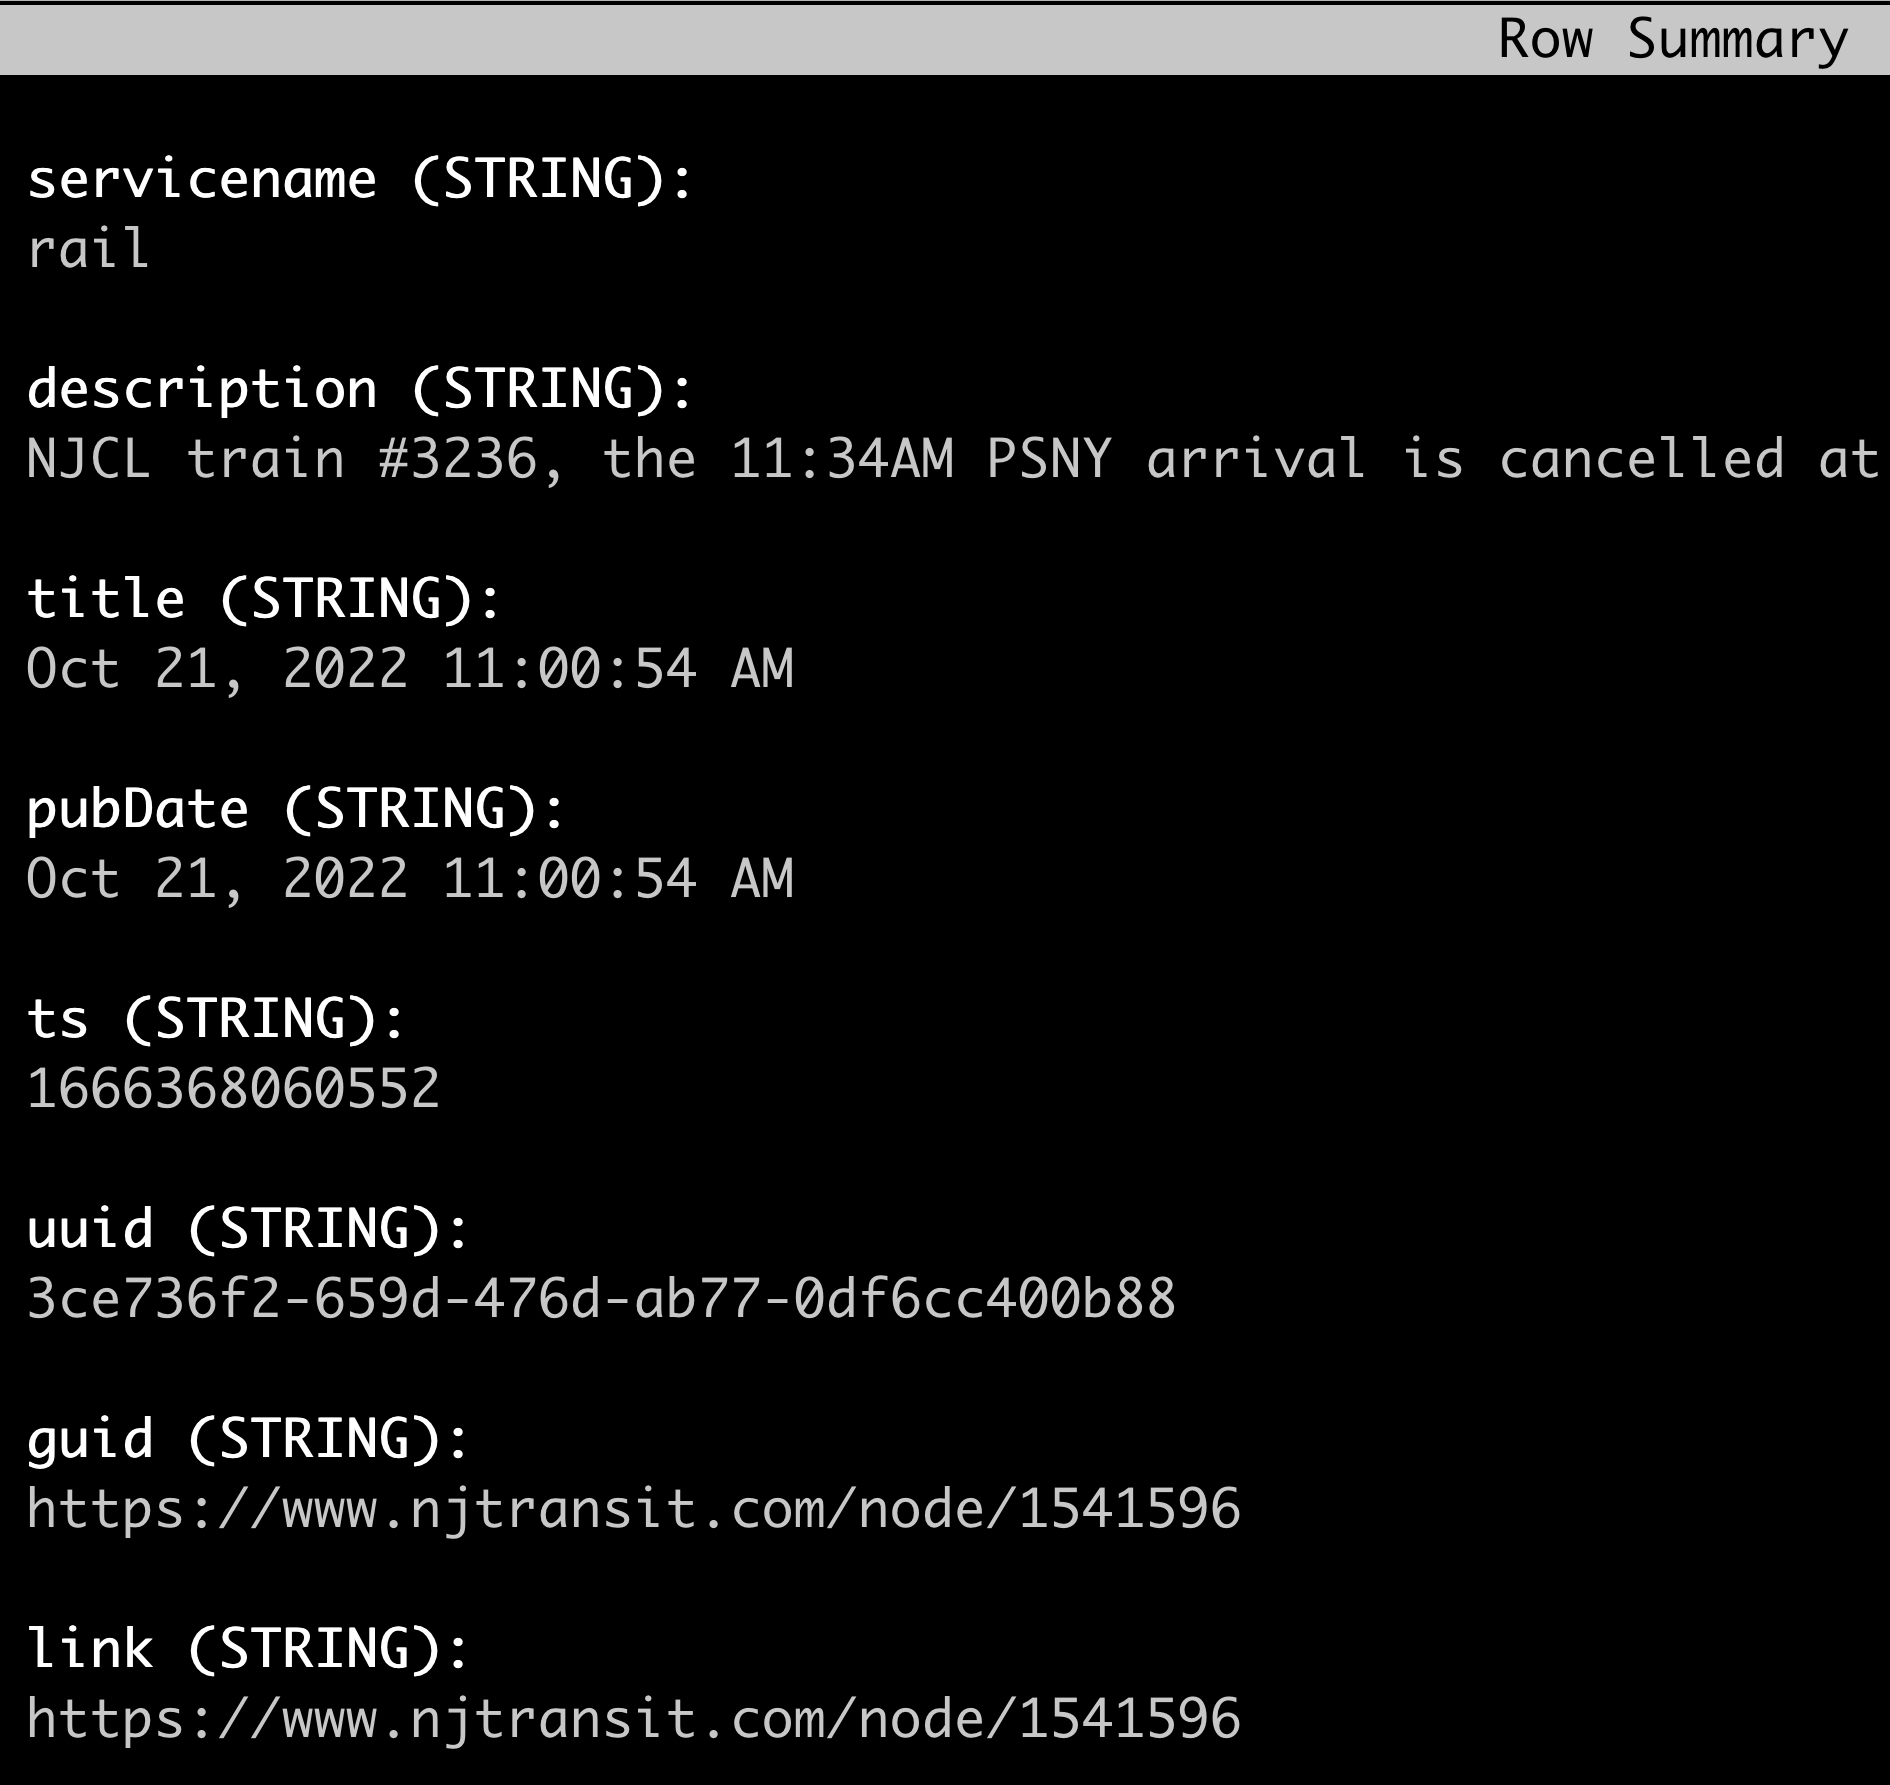 Row Summary
servicename (STRING):
rail
description (STRING):
NJCL train #3236, the 11:34AM PSNY arrival is cancelled at
title (STRING):
Oct 21, 2022 11:00:54 AM
pubDate (STRING):
Oct 21, 2022 11:00:54 AM
ts (STRING):
1666368060552
uuid (STRING):
3ce736f2-659d-476d-ab77-0df6cc400b88
guid (STRING):
https://www.njtransit.com/node/1541596
link (STRING):
https://www.njtransit.com/node/1541596